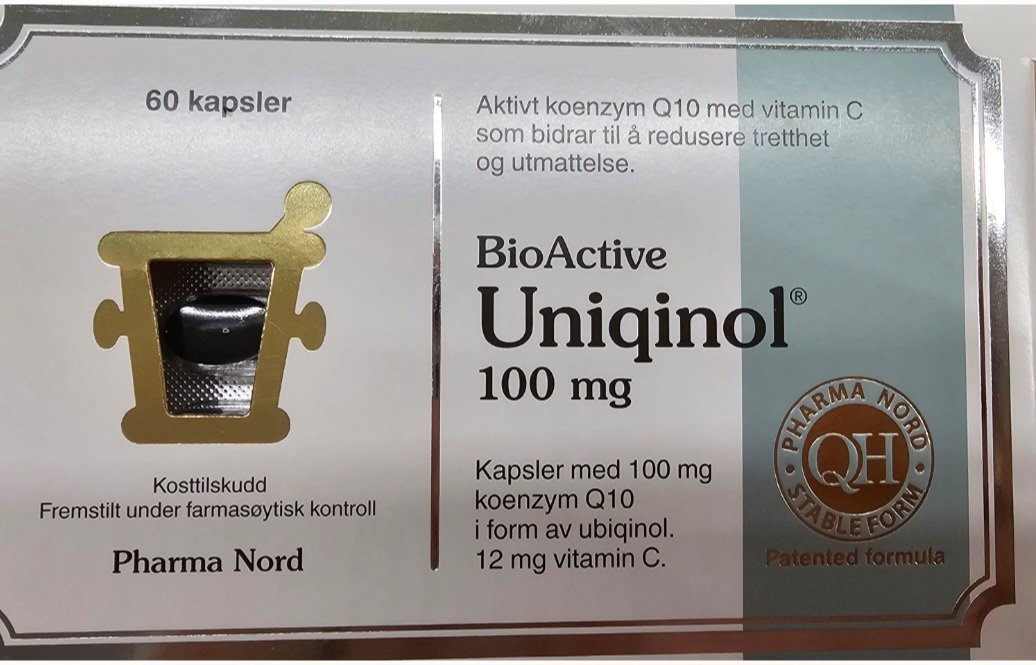 60 kapsler
Kosttilskudd
Fremstilt under farmasøytisk kontroll
Pharma Nord
Aktivt koenzym Q10 med vitamin C
som bidrar til å redusere tretthet
og utmattelse.
BioActive
Uniqinol®
100 mg
Kapsler med 100 mg
koenzym Q10
i form av ubiqinol.
12 mg vitamin C.
PHARMA NORD
QH
STABLE FORM
Patented formula